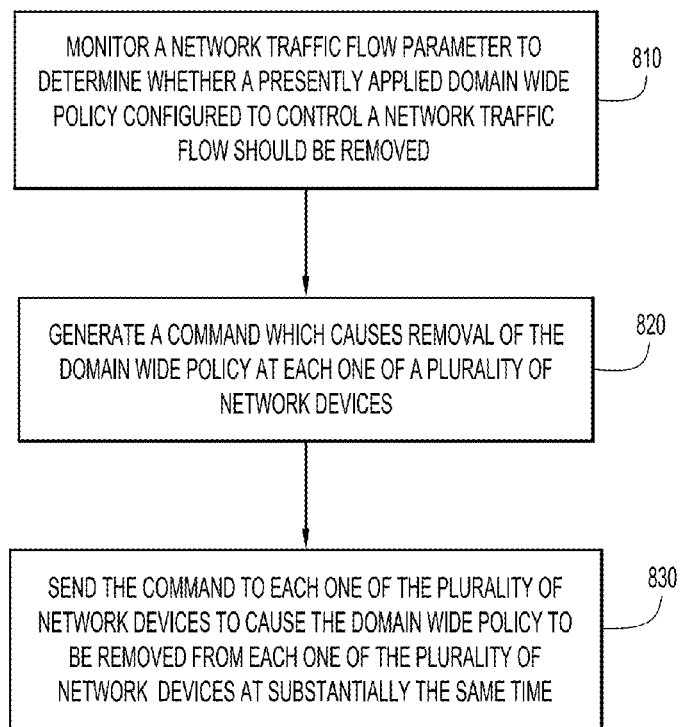 MONITOR A NETWORK TRAFFIC FLOW PARAMETER TO
DETERMINE WHETHER A PRESENTLY APPLIED DOMAIN WIDE
POLICY CONFIGURED TO CONTROL A NETWORK TRAFFIC
FLOW SHOULD BE REMOVED
810
GENERATE A COMMAND WHICH CAUSES REMOVAL OF THE
DOMAIN WIDE POLICY AT EACH ONE OF A PLURALITY OF
NETWORK DEVICES
820
SEND THE COMMAND TO EACH ONE OF THE PLURALITY OF
NETWORK DEVICES TO CAUSE THE DOMAIN WIDE POLICY TO
BE REMOVED FROM EACH ONE OF THE PLURALITY OF
NETWORK DEVICES AT SUBSTANTIALLY THE SAME TIME
830